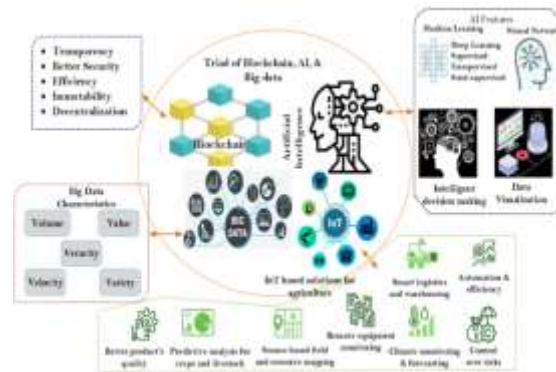 Transparency
Better Security
Efficiency
Immutability
Decentralization
Triad of Blockchain, AI, &
Big data
Blockchain
Artificial
Intelligence
BIG
DATA
IoT
IoT based solutions for
agriculture
AI Features
Machine Learning
Neural Network
Deep Learning
Supervised
Unsupervised
Semi-supervised
Intelligent
decision making
Data
Visualization
Big Data
Characteristics
Volume
Value
Veracity
Velocity
Variety
Smart logistics
and warehousing
Automation &
efficiency
Better product's
quality
Predictive analysis for
crops and livestock
Sensor-based field
and resource mapping
Remote equipment
monitoring
Climate monitoring
& forecasting
Control
over risks